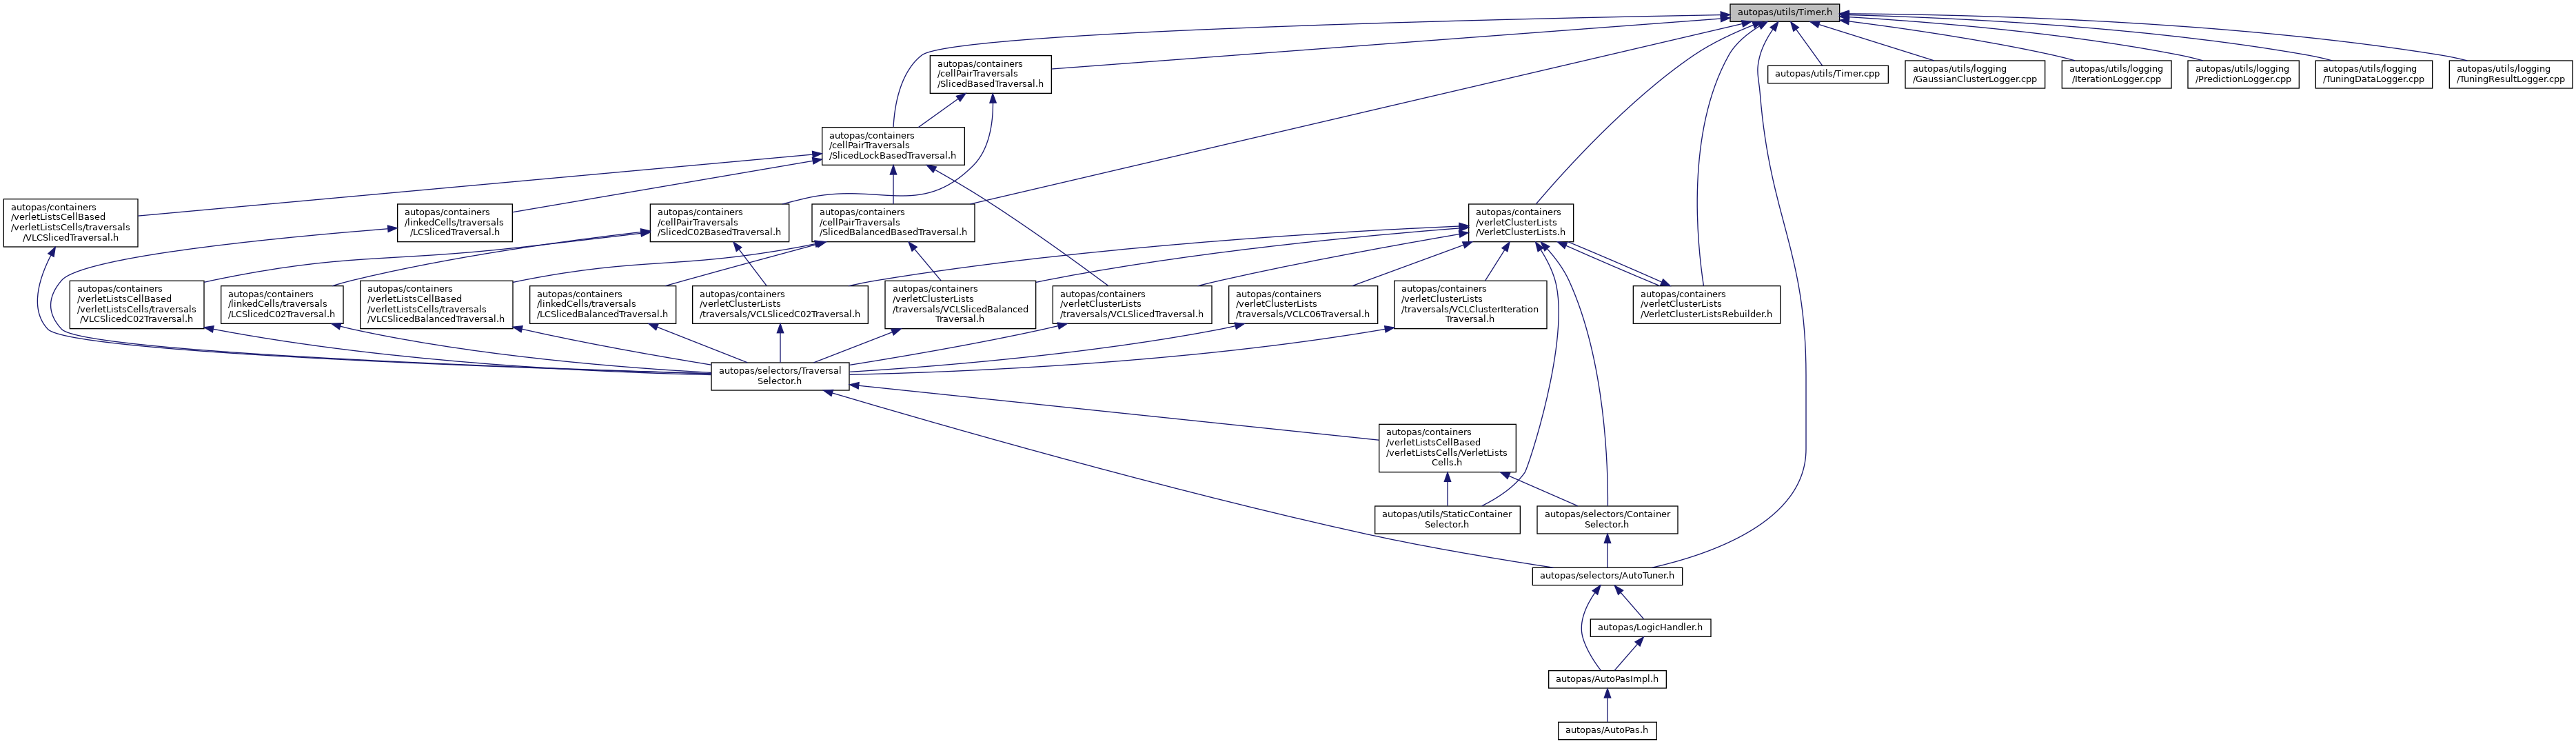 autopas/utils/Timer.h
autopas/containers
/cellPairTraversals
/SlicedBasedTraversal.h
autopas/utils/Timer.cpp
autopas/utils/logging
/GaussianClusterLogger.cpp
autopas/utils/logging
/IterationLogger.cpp
autopas/utils/logging
/PredictionLogger.cpp
autopas/utils/logging
/TuningDataLogger.cpp
autopas/utils/logging
/TuningResultLogger.cpp
autopas/containers
/cellPairTraversals
/SlicedLockBasedTraversal.h
autopas/containers
/verletListsCellBased
/verletListsCells/traversals
/VLCSlicedTraversal.h
autopas/containers
/linkedCells/traversals
/LCSlicedTraversal.h
autopas/containers
/cellPairTraversals
/SlicedC02BasedTraversal.h
autopas/containers
/cellPairTraversals
/SlicedBalancedBasedTraversal.h
autopas/containers
/verletClusterLists
/VerletClusterLists.h
autopas/containers
/verletListsCellBased
/verletListsCells/traversals
/VLCSlicedC02Traversal.h
autopas/containers
/linkedCells/traversals
/LCSlicedC02Traversal.h
autopas/containers
/verletListsCellBased
/verletListsCells/traversals
/VLCSlicedBalancedTraversal.h
autopas/containers
/linkedCells/traversals
/LCSlicedBalancedTraversal.h
autopas/containers
/verletClusterLists
/traversals/VCLSlicedC02Traversal.h
autopas/containers
/verletClusterLists
/traversals/VCLSlicedBalanced
Traversal.h
autopas/containers
/verletClusterLists
/traversals/VCLSlicedTraversal.h
autopas/containers
/verletClusterLists
/traversals/VCLC06Traversal.h
autopas/containers
/verletClusterLists
/traversals/VCLClusterIteration
Traversal.h
autopas/containers
/verletClusterLists
/VerletClusterListsRebuilder.h
autopas/selectors/Traversal
Selector.h
autopas/containers
/verletListsCellBased
/verletListsCells/VerletLists
Cells.h
autopas/utils/StaticContainer
Selector.h
autopas/selectors/Container
Selector.h
autopas/selectors/AutoTuner.h
autopas/LogicHandler.h
autopas/AutoPasImpl.h
autopas/AutoPas.h